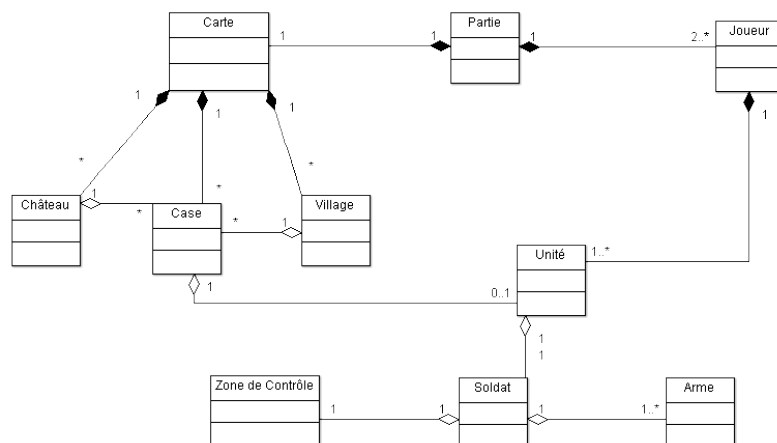 Carte
Partie
Joueur
1
1
1
2..*
1
1
1
1
*
*
*
Château
Case
Village
1
*
*
1
Unité
1..*
1
0..1
1
1
Zone de Contrôle
Soldat
Arme
1
1
1
1..*